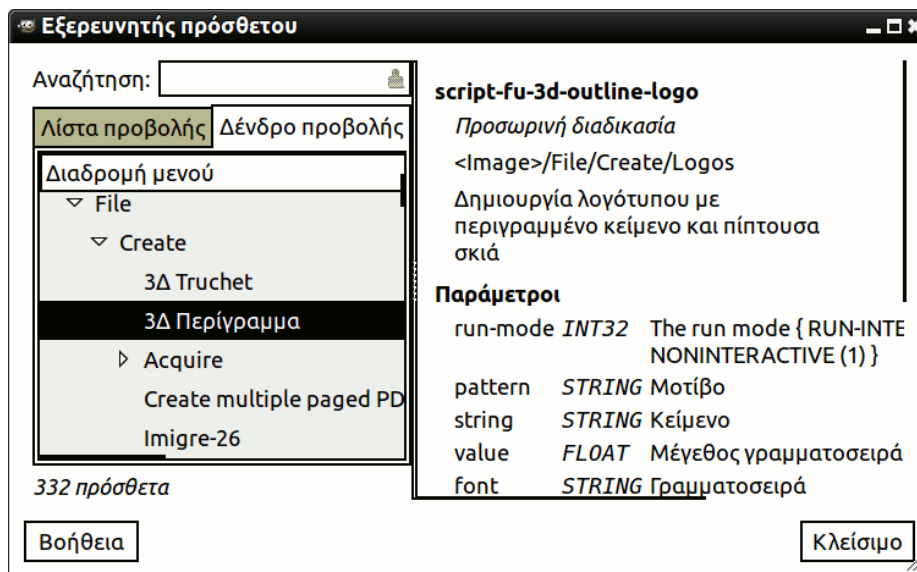 Εξερευνητής πρόσθετου
Αναζήτηση:
Λίστα προβολής
Δένδρο προβολής
Διαδρομή μενού
File
Create
3Δ Truchet
3Δ Περίγραμμα
Acquire
Create multiple paged PD
Imigre-26
332 πρόσθετα
script-fu-3d-outline-logo
Προσωρινή διαδικασία
<Image>/File/Create/Logos
Δημιουργία λογότυπου με
περιγραμμένο κείμενο και πίπτουσα
σκιά
Παράμετροι
run-mode INT32 The run mode { RUN-INTE
NONINTERACTIVE (1) }
pattern STRING Μοτίβο
string STRING Κείμενο
value FLOAT Μέγεθος γραμματοσειρά
font STRING Γραμματοσειρά
Βοήθεια
Κλείσιμο